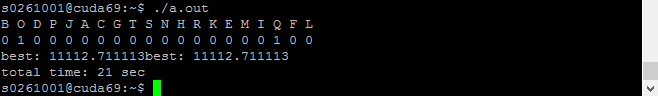 s0261001@cuda69:~$ ./a.out
B O D P J A C G T S N H R K E M I Q F L
0 1 0 0 0 0 0 0 0 0 0 0 0 0 0 0 0 1 0 0
best: 11112.711113best: 11112.711113
total time: 21 sec
s0261001@cuda69:~$